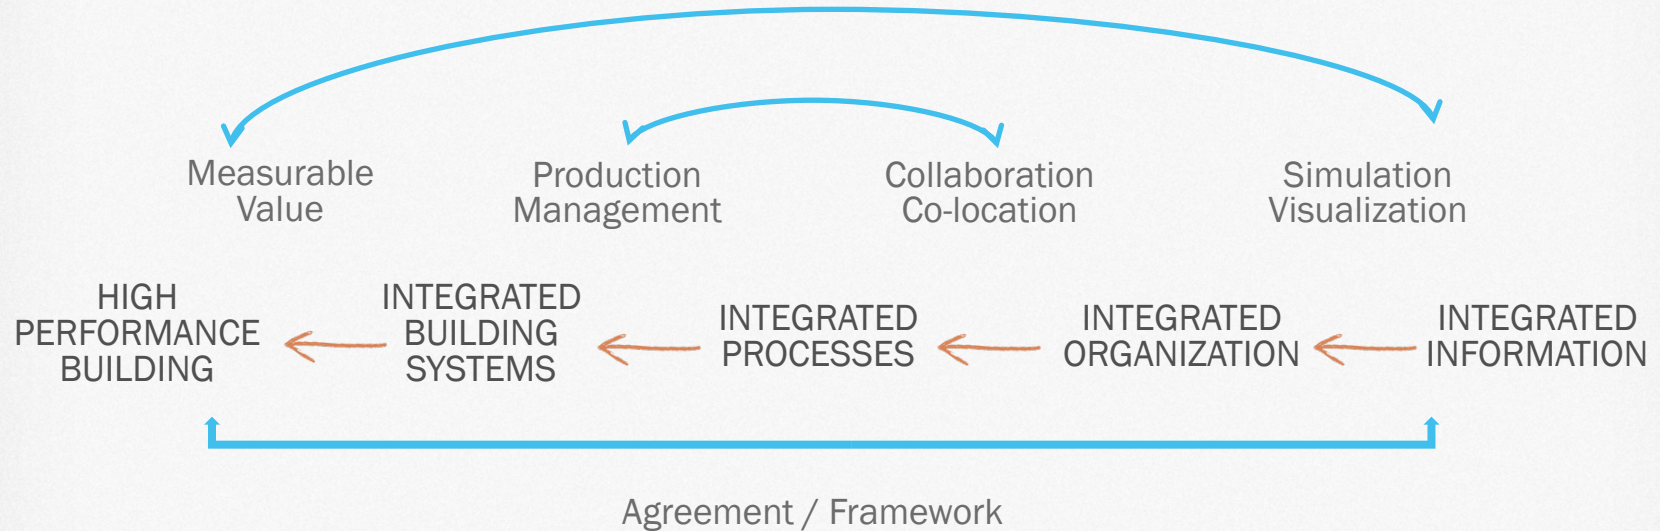 Measurable
Value
Production
Management
Collaboration
Co-location
Simulation
Visualization
HIGH
PERFORMANCE
BUILDING
INTEGRATED
BUILDING
SYSTEMS
INTEGRATED
PROCESSES
INTEGRATED
ORGANIZATION
INTEGRATED
INFORMATION
Agreement / Framework